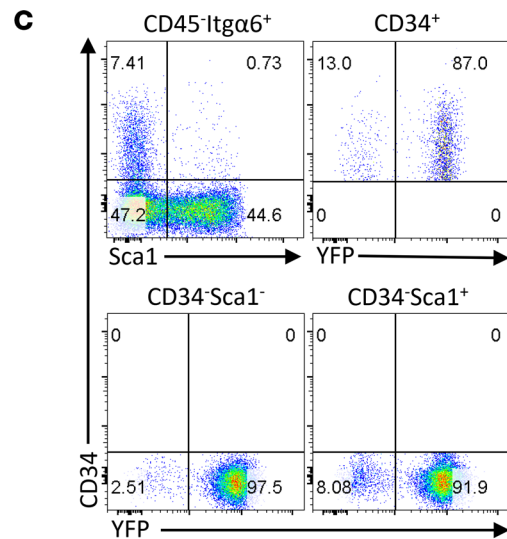 c
CD45⁻Itgα6⁺
CD34⁺
7.41
0.73
13.0
87.0
47.2
44.6
0
0
Sca1
YFP
CD34⁻Sca1⁻
CD34⁻Sca1⁺
0
0
0
0
CD34
2.51
97.5
8.08
91.9
YFP